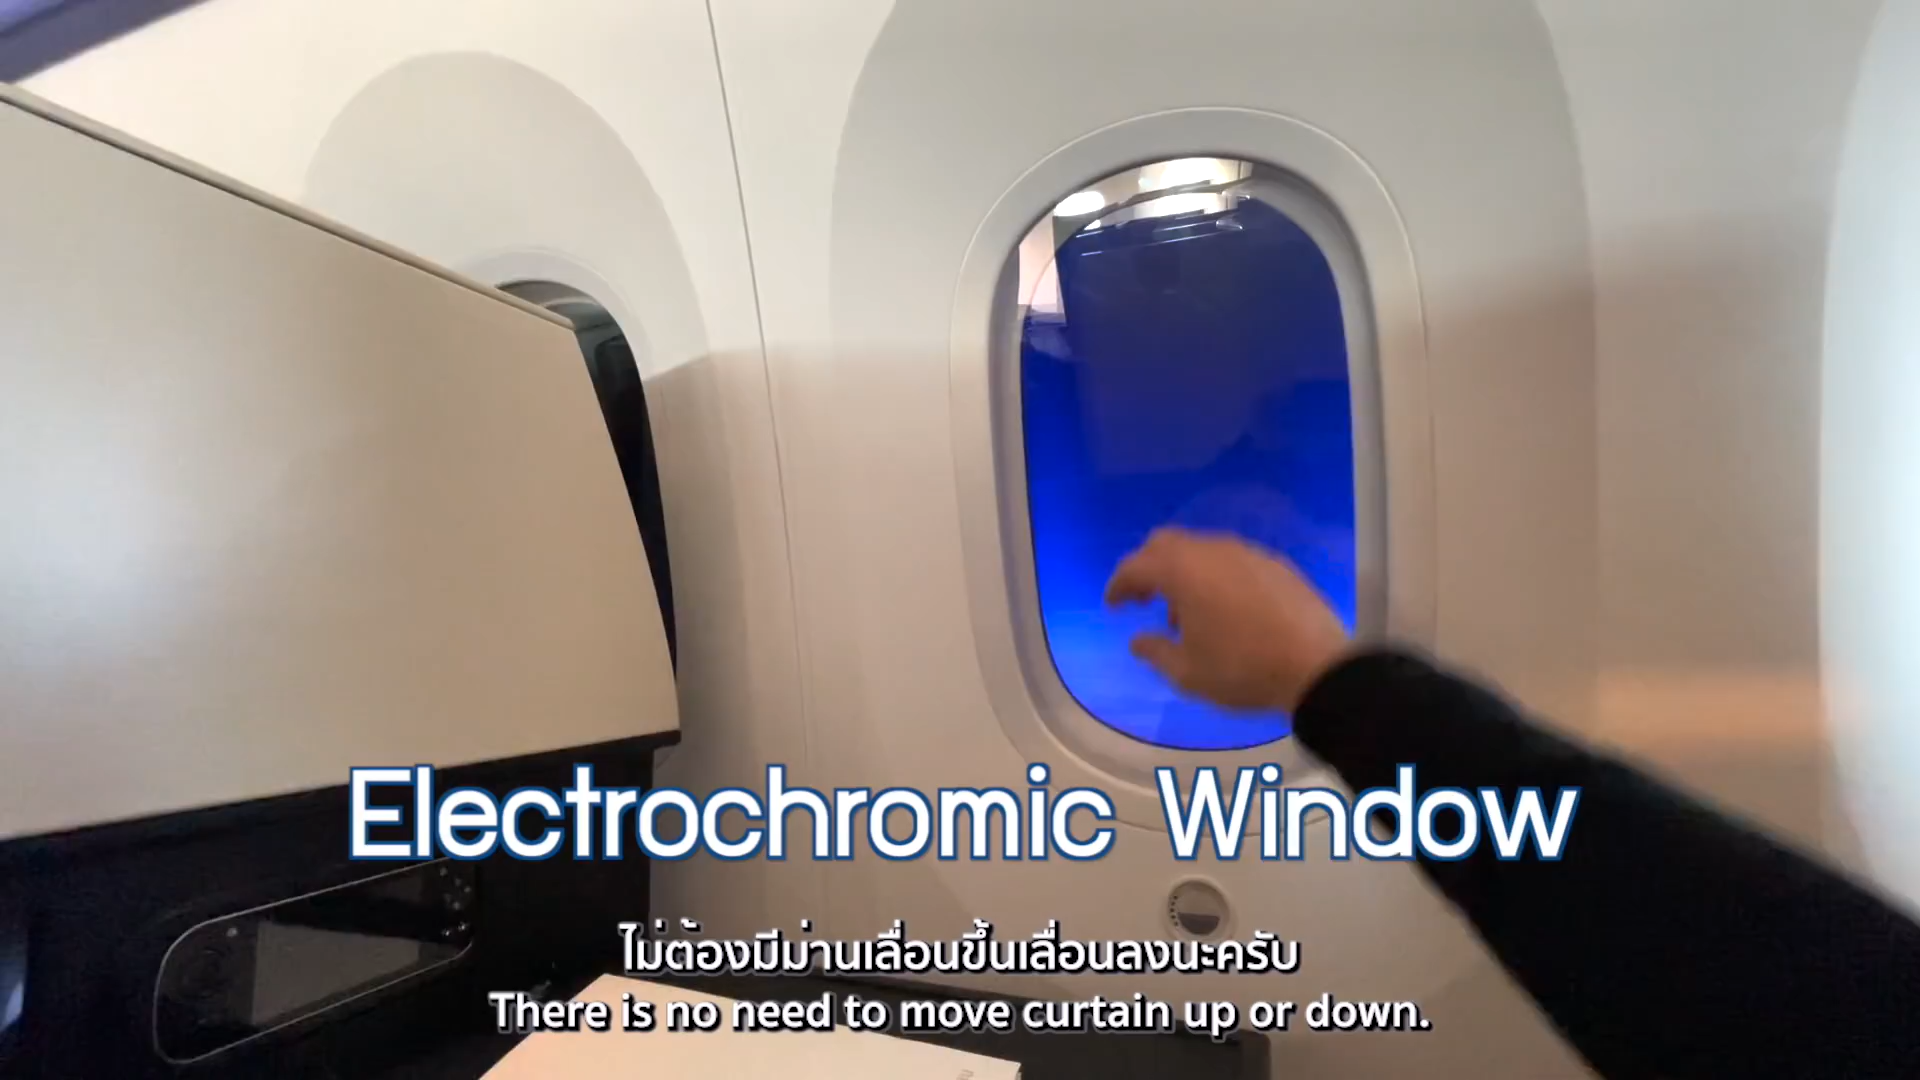 Electrochromic Window
ไม่ต้องมีม่านเลื่อนขึ้นเลื่อนลงนะครับ
There is no need to move curtain up or down.